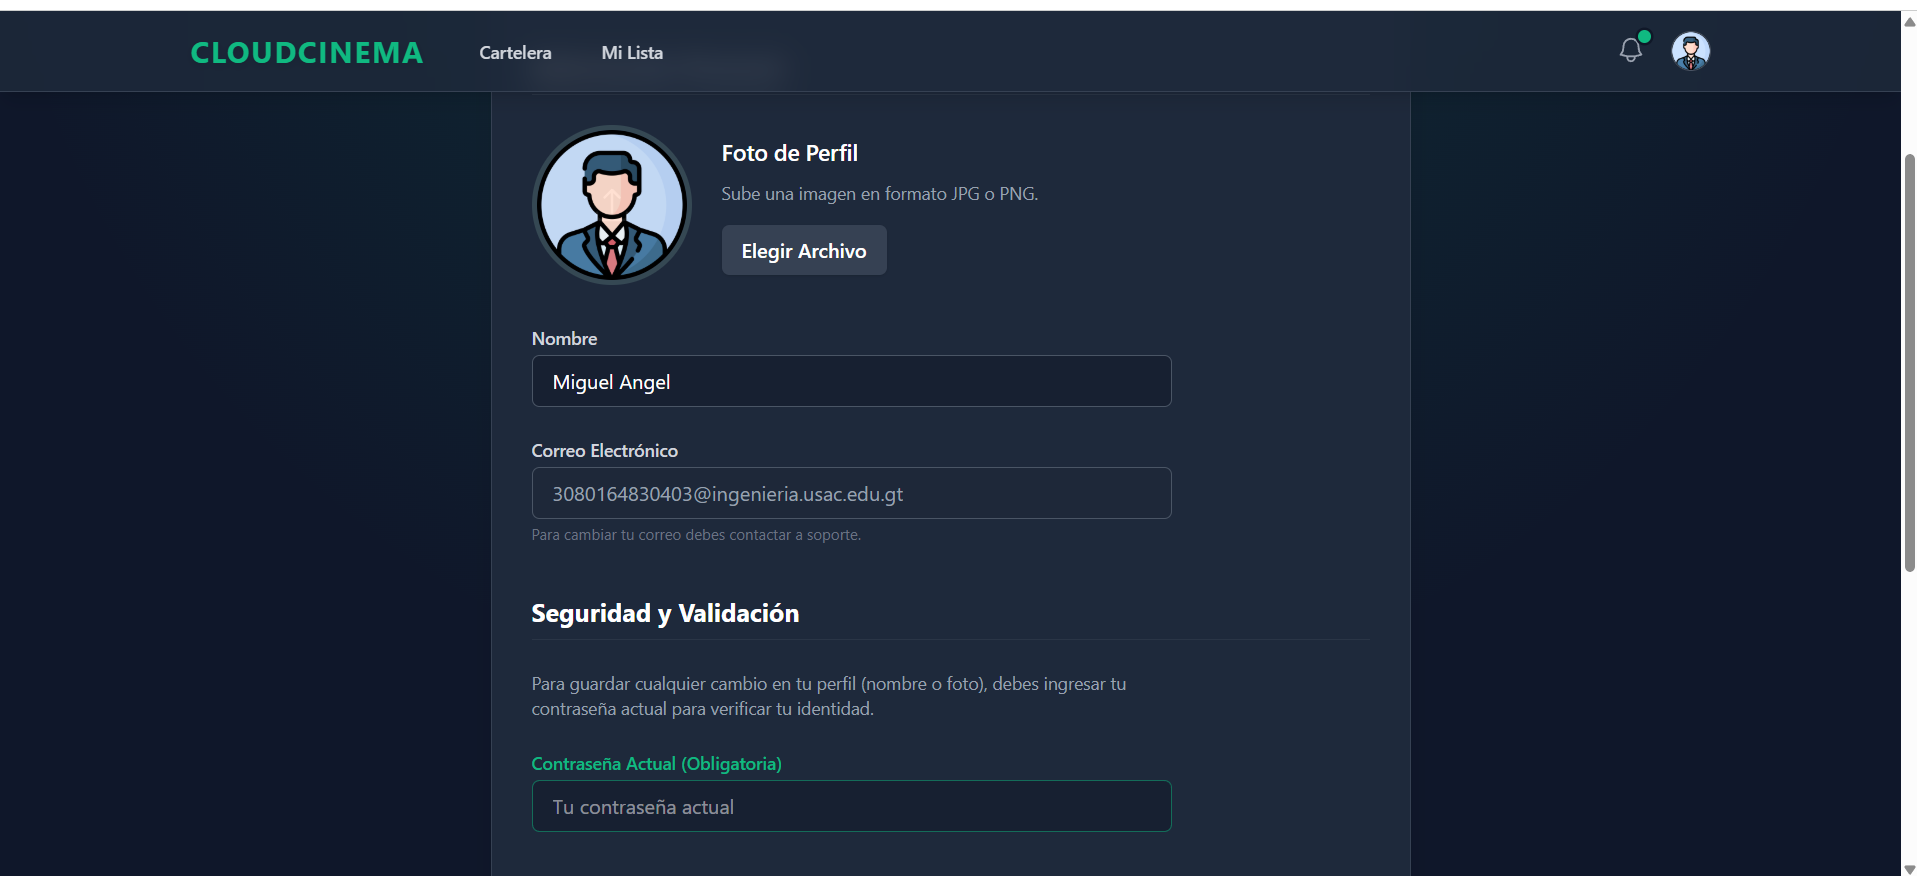 CLOUDCINEMA
Cartelera
Mi Lista
Foto de Perfil
Sube una imagen en formato JPG o PNG.
Elegir Archivo
Nombre
Miguel Angel
Correo Electrónico
3080164830403@ingenieria.usac.edu.gt
Para cambiar tu correo debes contactar a soporte.
Seguridad y Validación
Para guardar cualquier cambio en tu perfil (nombre o foto), debes ingresar tu
contraseña actual para verificar tu identidad.
Contraseña Actual (Obligatoria)
Tu contraseña actual